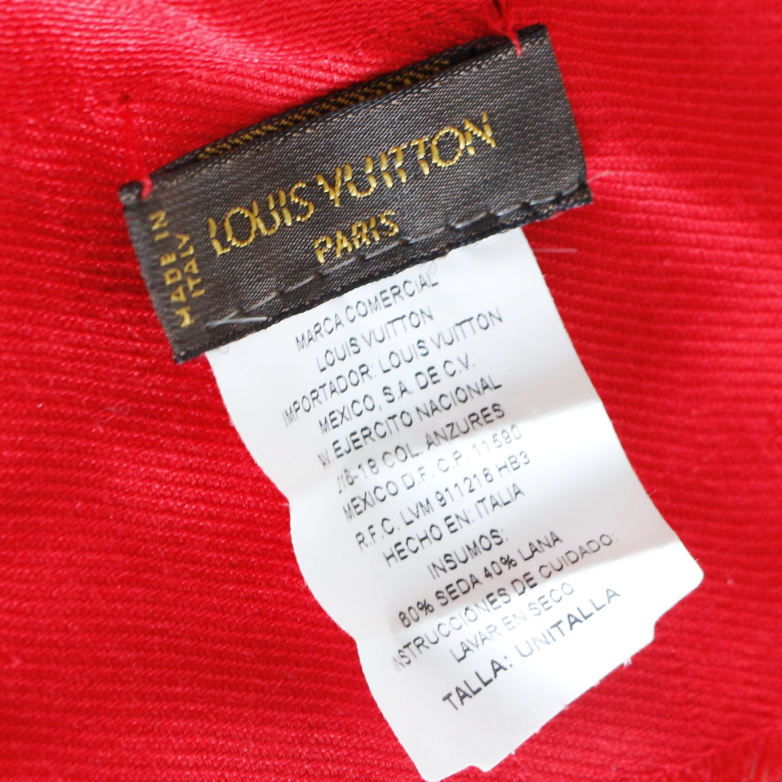 LOUIS VUITTON
PARIS
MADE IN
ITALY
MARCA COMERCIAL
LOUIS VUITTON
IMPORTADOR: LOUIS VUITTON
MEXICO, S.A. DE C.V.
AV. EJERCITO NACIONAL
COL. ANZURES
MEXICO D.F. C.P. 11590
R.F.C. LVM 911216 HB3
HECHO EN: ITALIA
INSUMOS:
60% SEDA 40% LANA
INSTRUCCIONES DE CUIDADO:
LAVAR EN SECO
TALLA: UNITALLA